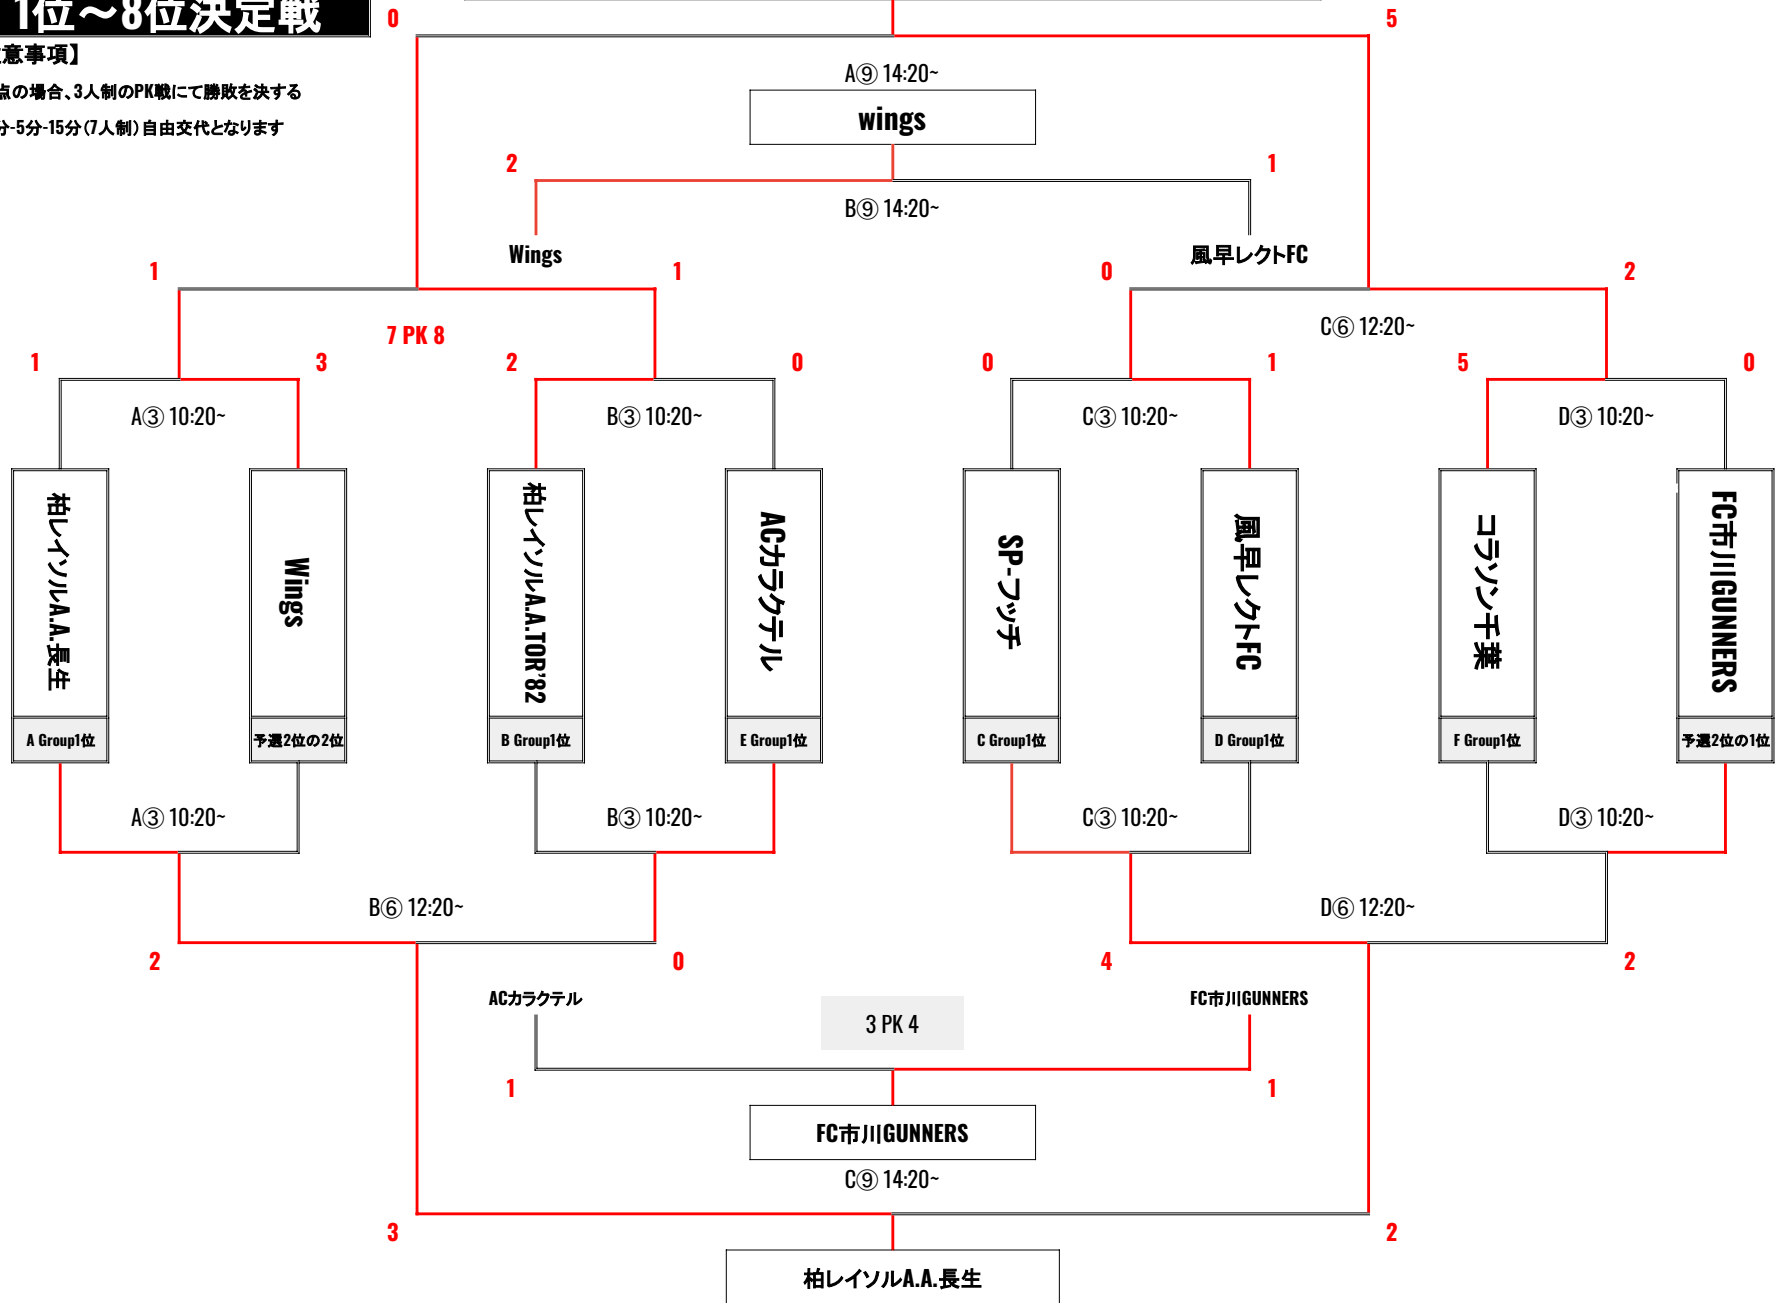 1位～8位決定戦
0
5
意事項】
点の場合、3人制のPK戦にて勝敗を決する
分-5分-15分(7人制)自由交代となります
A⑨ 14:20~
wings
2
1
B⑨ 14:20~
Wings
風早レクトFC
1
1
0
2
7 PK 8
C⑥ 12:20~
1
3
2
0
0
1
5
0
A③ 10:20~
B③ 10:20~
C③ 10:20~
D③ 10:20~
柏レイソルA.A.長生
Wings
柏レイソルA.A.TOR'82
ACカラクテル
SP-フッチ
風早レクトFC
コラソン千葉
FC市川GUNNERS
A Group1位
予選2位の2位
B Group1位
E Group1位
C Group1位
D Group1位
F Group1位
予選2位の1位
A③ 10:20~
B③ 10:20~
C③ 10:20~
D③ 10:20~
B⑥ 12:20~
D⑥ 12:20~
2
0
4
2
ACカラクテル
FC市川GUNNERS
3 PK 4
1
1
FC市川GUNNERS
C⑨ 14:20~
3
2
柏レイソルA.A.長生